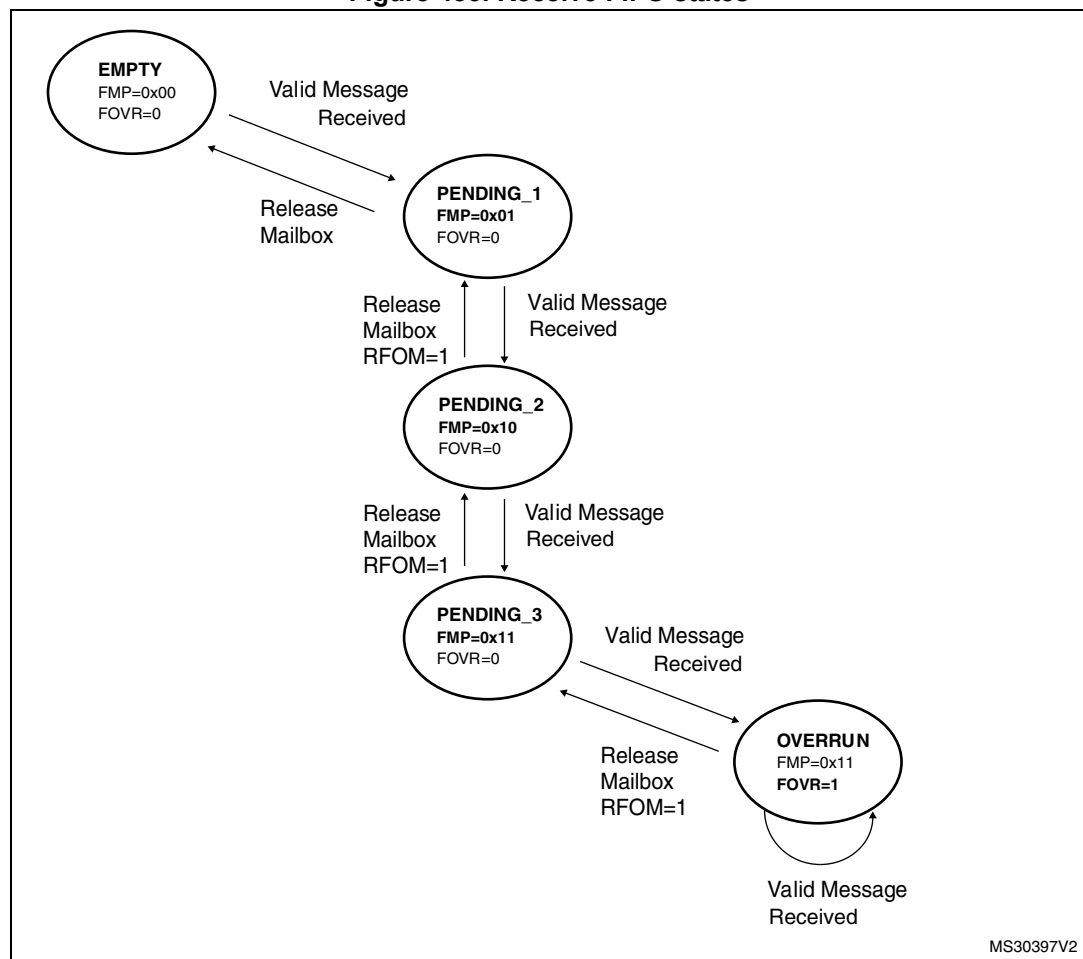 EMPTY
FMP=0x00
FOVR=0
Valid Message
Received
Release
Mailbox
PENDING_1
FMP=0x01
FOVR=0
Release
Mailbox
RFOM=1
Valid Message
Received
PENDING_2
FMP=0x10
FOVR=0
Release
Mailbox
RFOM=1
Valid Message
Received
PENDING_3
FMP=0x11
FOVR=0
Valid Message
Received
Release
Mailbox
RFOM=1
OVERRUN
FMP=0x11
FOVR=1
Valid Message
Received
MS30397V2